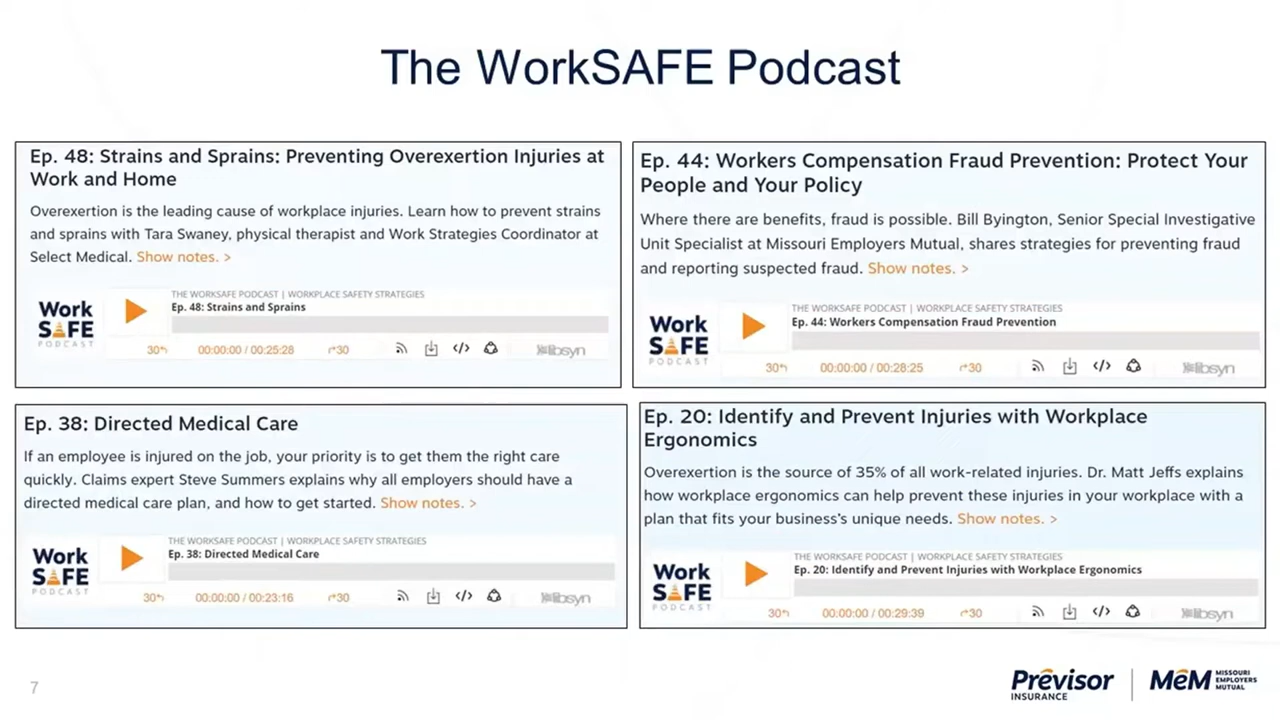 The WorkSAFE Podcast
Ep. 48: Strains and Sprains: Preventing Overexertion Injuries at
Work and Home
Overexertion is the leading cause of workplace injuries. Learn how to prevent strains
and sprains with Tara Swaney, physical therapist and Work Strategies Coordinator at
Select Medical. Show notes. >
Work
SAFE
PODCAST
THE WORKSAFE PODCAST | WORKPLACE SAFETY STRATEGIES
Ep. 48: Strains and Sprains
30
00:00:00 / 00:25:28
30
libsyn
Ep. 44: Workers Compensation Fraud Prevention: Protect Your
People and Your Policy
Where there are benefits, fraud is possible. Bill Byington, Senior Special Investigative
Unit Specialist at Missouri Employers Mutual, shares strategies for preventing fraud
and reporting suspected fraud. Show notes. >
Work
SAFE
PODCAST
THE WORKSAFE PODCAST | WORKPLACE SAFETY STRATEGIES
Ep. 44: Workers Compensation Fraud Prevention
30
00:00:00 / 00:28:25
30
libsyn
Ep. 38: Directed Medical Care
If an employee is injured on the job, your priority is to get them the right care
quickly. Claims expert Steve Summers explains why all employers should have a
directed medical care plan, and how to get started. Show notes. >
Work
SAFE
PODCAST
THE WORKSAFE PODCAST | WORKPLACE SAFETY STRATEGIES
Ep. 38: Directed Medical Care
30
00:00:00 / 00:23:16
30
libsyn
Ep. 20: Identify and Prevent Injuries with Workplace
Ergonomics
Overexertion is the source of 35% of all work-related injuries. Dr. Matt Jeffs explains
how workplace ergonomics can help prevent these injuries in your workplace with a
plan that fits your business's unique needs. Show notes. >
Work
SAFE
PODCAST
THE WORKSAFE PODCAST | WORKPLACE SAFETY STRATEGIES
Ep. 20: Identify and Prevent Injuries with Workplace Ergonomics
30
00:00:00 / 00:29:39
30
libsyn
7
Prēvisor
INSURANCE
MeM
MISSOURI
EMPLOYERS
MUTUAL